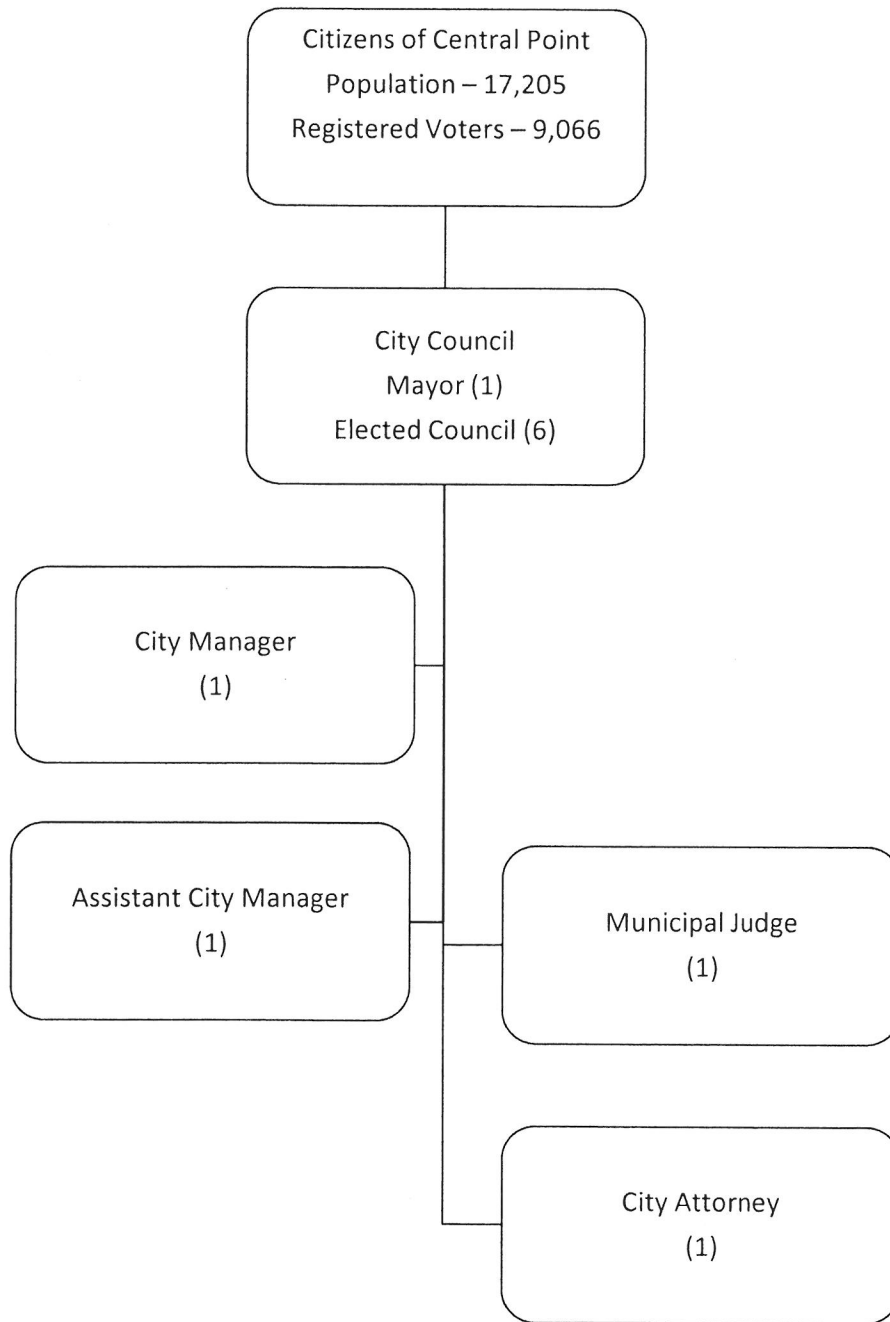 Citizens of Central Point
Population – 17,205
Registered Voters – 9,066
City Council
Mayor (1)
Elected Council (6)
City Manager
(1)
Assistant City Manager
(1)
Municipal Judge
(1)
City Attorney
(1)